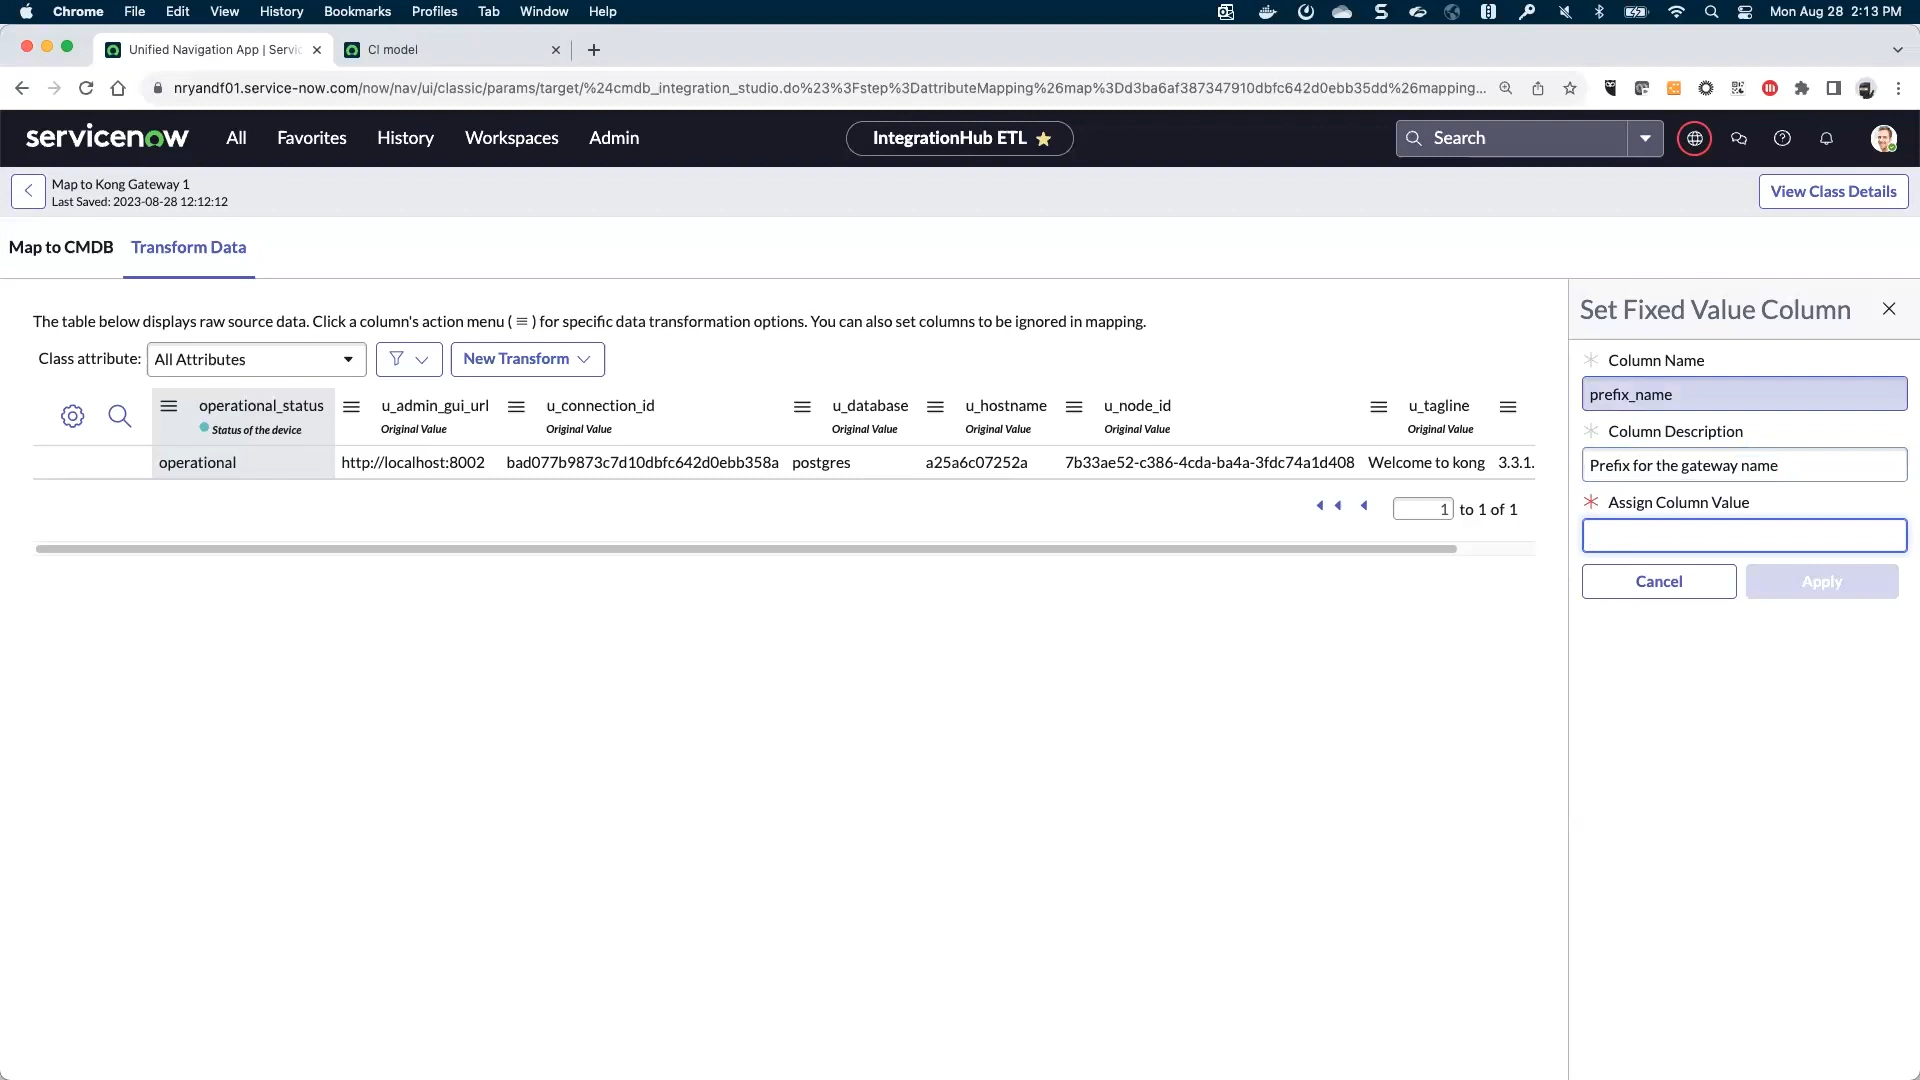 Chrome File Edit View History Bookmarks Profiles Tab Window Help Mon Aug 28 2:13 PM
Unified Navigation App | Servic CI model
nryandf01.service-now.com/now/nav/ui/classic/params/target/%24cmdb_integration_studio.do%23%3Fstep%3DattributeMapping%26map%3Dd3ba6af387347910dbfc642d0ebb35dd%26mapping...
servicenow All Favorites History Workspaces Admin IntegrationHub ETL Search
Map to Kong Gateway 1
Last Saved: 2023-08-28 12:12:12
View Class Details
Map to CMDB Transform Data
The table below displays raw source data. Click a column's action menu ( ≡ ) for specific data transformation options. You can also set columns to be ignored in mapping.
Class attribute: All Attributes New Transform
operational_status u_admin_gui_url u_connection_id u_database u_hostname u_node_id u_tagline
Status of the device Original Value Original Value Original Value Original Value Original Value Original Value
operational http://localhost:8002 bad077b9873c7d10dbfc642d0ebb358a postgres a25a6c07252a 7b33ae52-c386-4cda-ba4a-3fdc74a1d408 Welcome to kong 3.3.1.
1 to 1 of 1
Set Fixed Value Column
Column Name
prefix_name
Column Description
Prefix for the gateway name
Assign Column Value
Cancel Apply